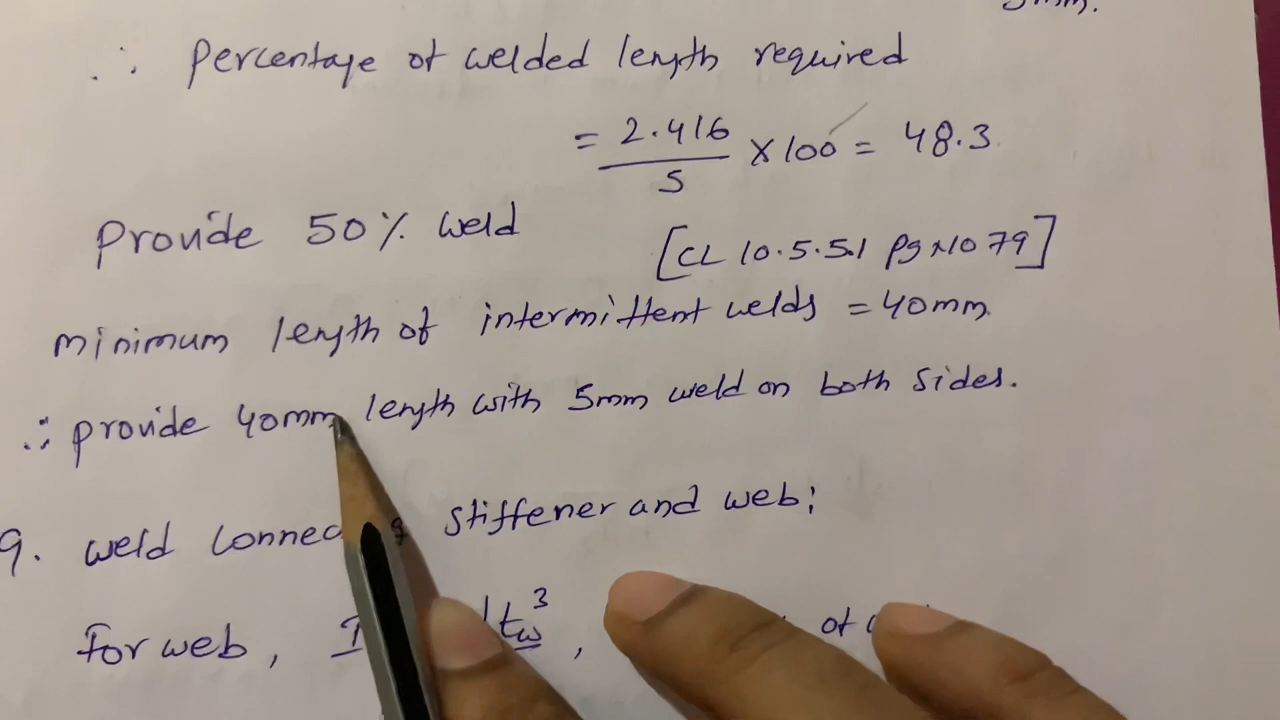 5mm.
∴ Percentage of welded length required
= 2.416/5 × 100 = 48.3
Provide 50% weld
[CL 10.5.5.1 Pg No 79]
minimum length of intermittent welds = 40mm
∴ provide 40mm length with 5mm weld on both sides.
9. weld stiffener and web:
For web, I tw³, of